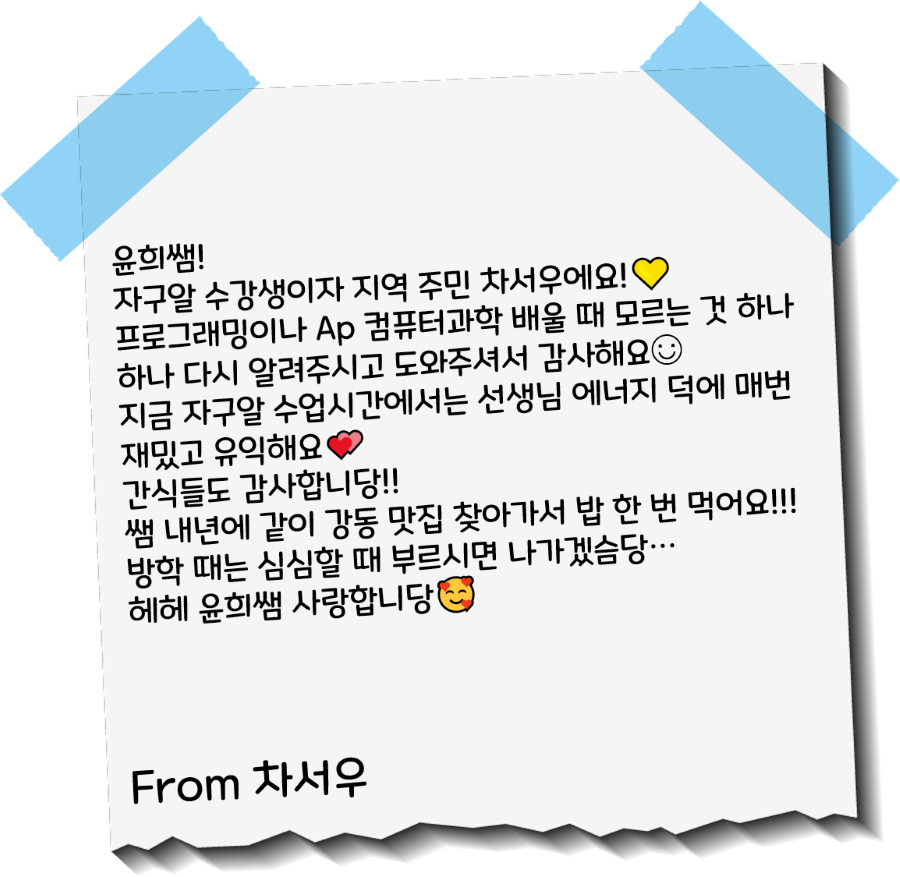 윤희쌤!
자구알 수강생이자 지역 주민 차서우에요!💛
프로그래밍이나 Ap 컴퓨터과학 배울 때 모르는 것 하나
하나 다시 알려주시고 도와주셔서 감사해요☺
지금 자구알 수업시간에서는 선생님 에너지 덕에 매번
재밌고 유익해요💕
간식들도 감사합니당!!
쌤 내년에 같이 강동 맛집 찾아가서 밥 한 번 먹어요!!!
방학 때는 심심할 때 부르시면 나가겠슴당…
헤헤 윤희쌤 사랑합니당🥰
From 차서우